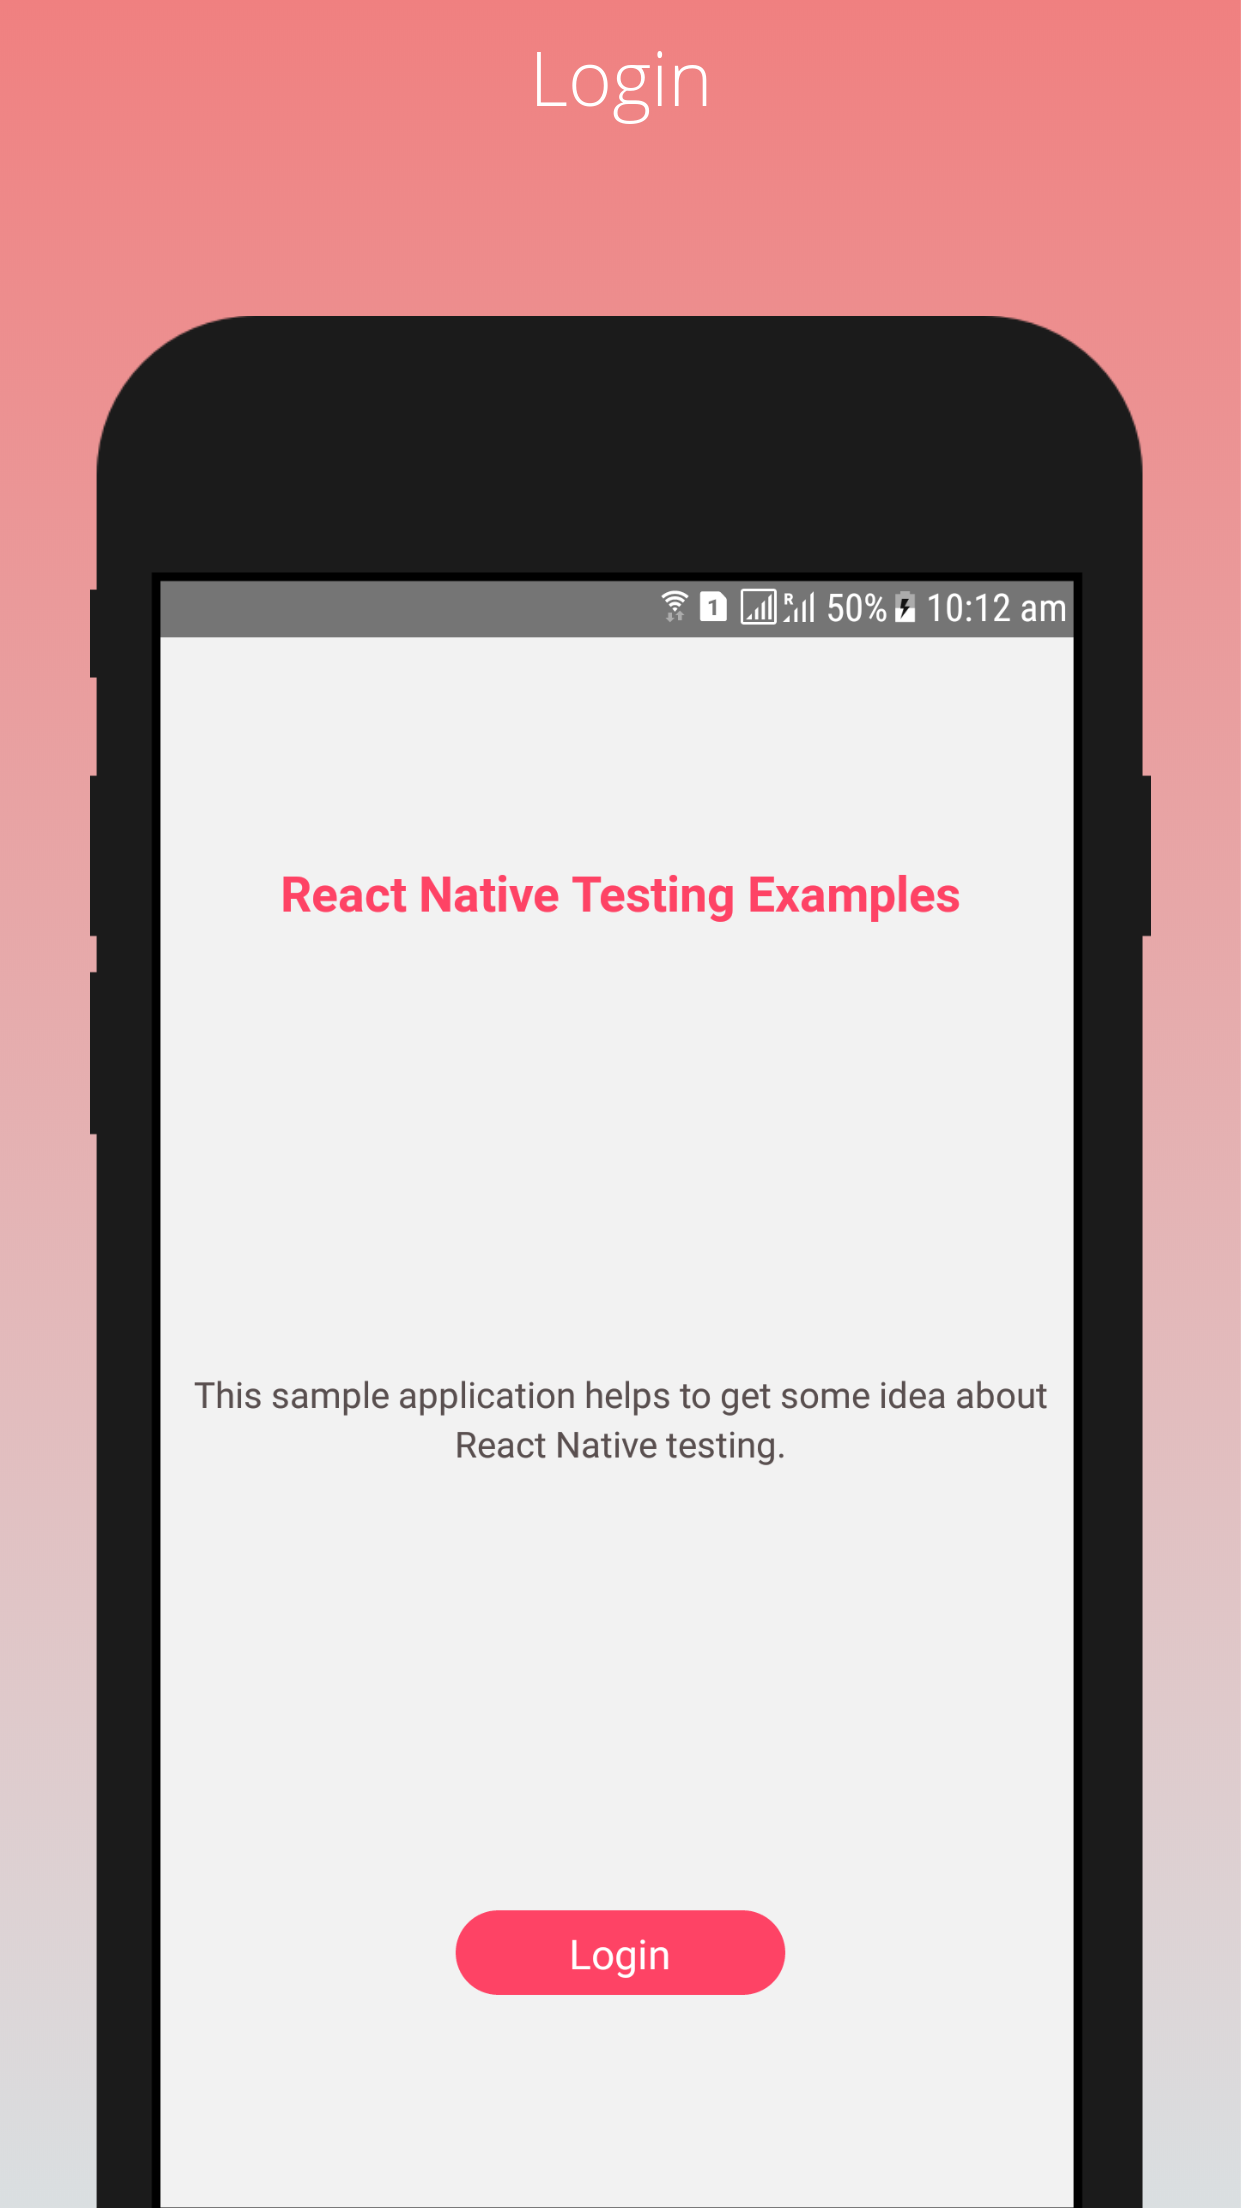 Login
1 R 50% 10:12 am
React Native Testing Examples
This sample application helps to get some idea about
React Native testing.
Login